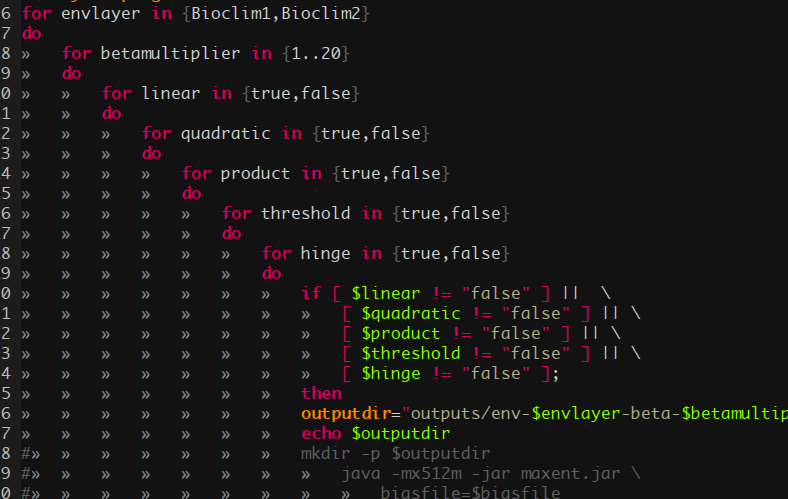 6 for envlayer in {Bioclim1,Bioclim2}
7 do
8 » for betamultiplier in {1..20}
9 » do
0 » » for linear in {true,false}
1 » » do
2 » » » for quadratic in {true,false}
3 » » » do
4 » » » » for product in {true,false}
5 » » » » do
6 » » » » » for threshold in {true,false}
7 » » » » » do
8 » » » » » » for hinge in {true,false}
9 » » » » » » do
0 » » » » » » » if [ $linear != "false" ] || \
1 » » » » » » » » [ $quadratic != "false" ] || \
2 » » » » » » » » [ $product != "false" ] || \
3 » » » » » » » » [ $threshold != "false" ] || \
4 » » » » » » » » [ $hinge != "false" ];
5 » » » » » » » then
6 » » » » » » » outputdir="outputs/env-$envlayer-beta-$betamultip
7 » » » » » » » echo $outputdir
8 #» » » » » » » mkdir -p $outputdir
9 #» » » » » » » » java -mx512m -jar maxent.jar \
0 #» » » » » » » » » biasfile=$biasfile